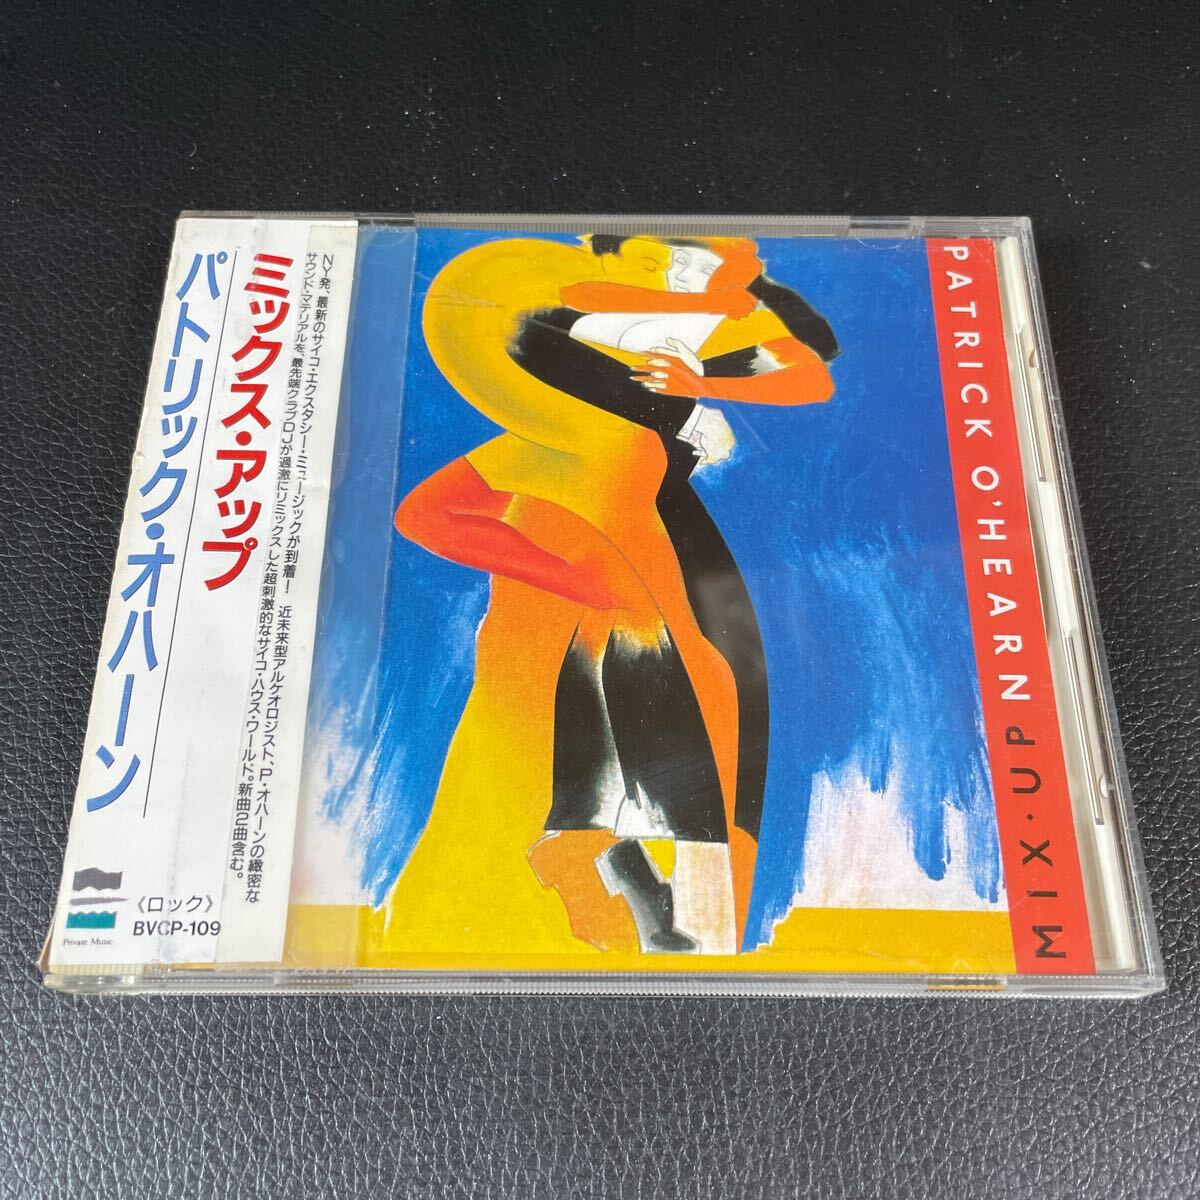 ミックス・アップ
パトリック・オハーン
NY発、最新のサイコ・エクスタシー・ミュージックが到着! 近未来型アルケオロジスト、P・オハーンの緻密な
サウンド・マテリアルを、最先端クラブDJが過激にリミックスした超刺激的なサイコ・ハウス・ワールド。新曲2曲含む。
Private Music
〈ロック〉
BVCP-109
PATRICK O'HEARN
MIX・UP